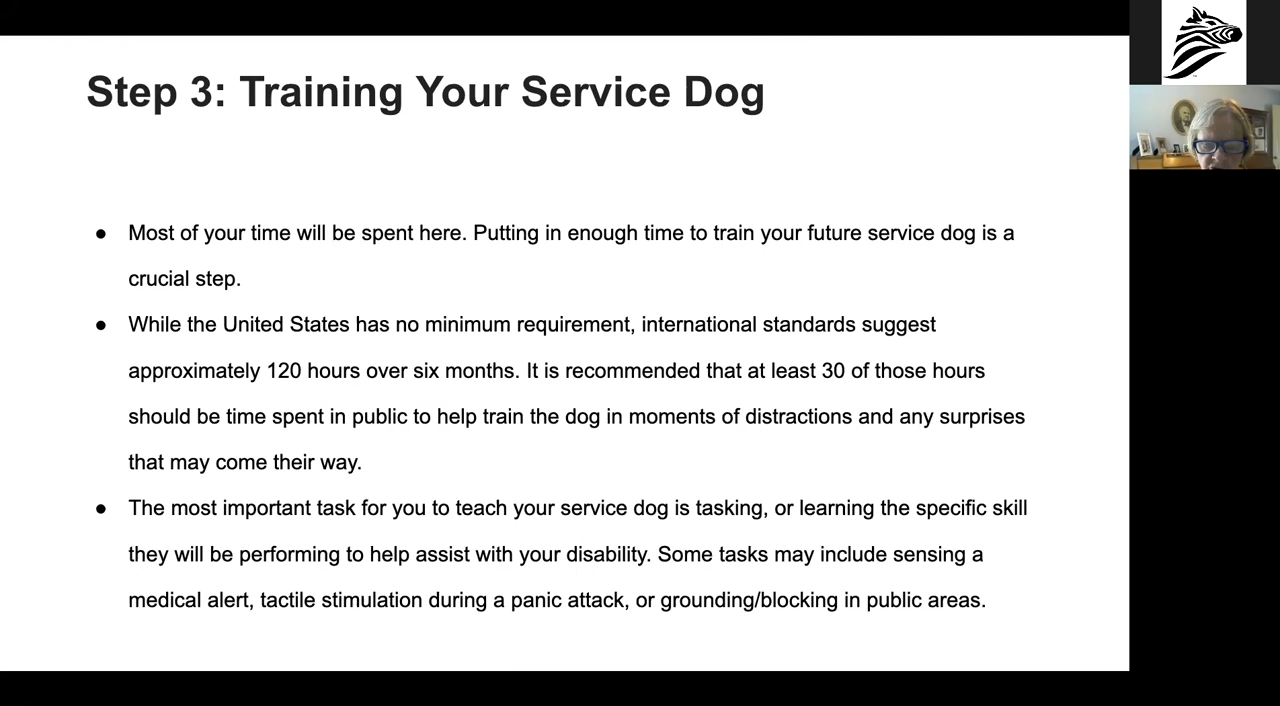 Step 3: Training Your Service Dog
● Most of your time will be spent here. Putting in enough time to train your future service dog is a
crucial step.
● While the United States has no minimum requirement, international standards suggest
approximately 120 hours over six months. It is recommended that at least 30 of those hours
should be time spent in public to help train the dog in moments of distractions and any surprises
that may come their way.
● The most important task for you to teach your service dog is tasking, or learning the specific skill
they will be performing to help assist with your disability. Some tasks may include sensing a
medical alert, tactile stimulation during a panic attack, or grounding/blocking in public areas.